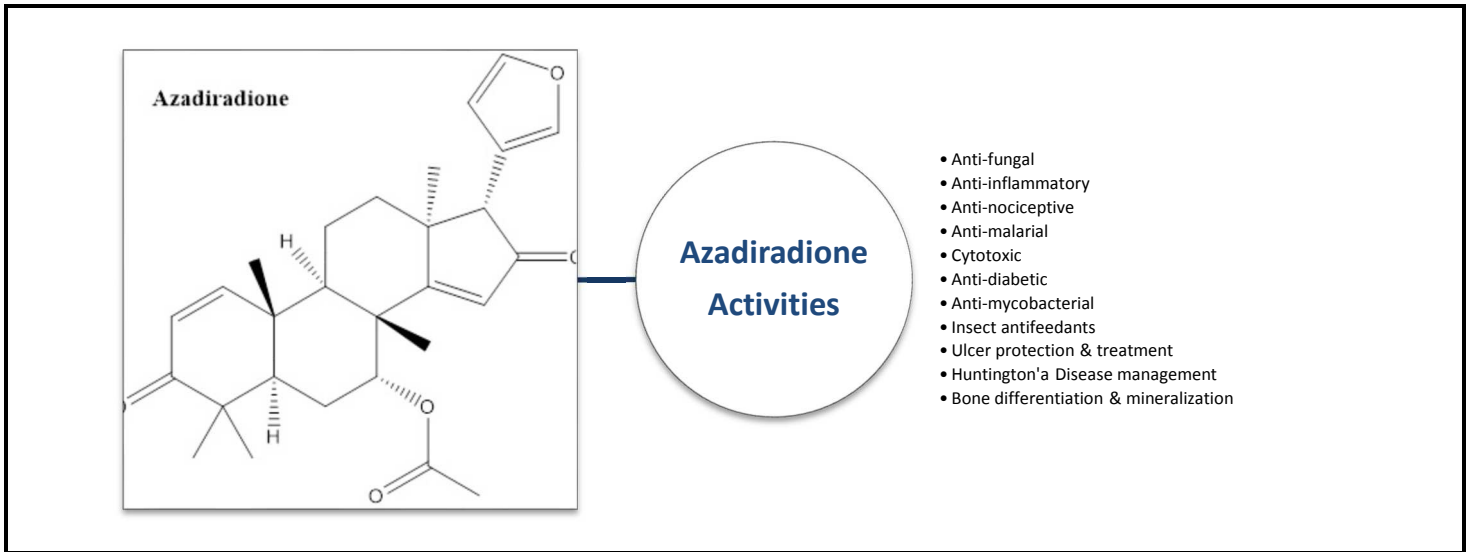 Azadiradione
O
H
O
O
H
O
O
Azadiradione
Activities
• Anti-fungal
• Anti-inflammatory
• Anti-nociceptive
• Anti-malarial
• Cytotoxic
• Anti-diabetic
• Anti-mycobacterial
• Insect antifeedants
• Ulcer protection & treatment
• Huntington'a Disease management
• Bone differentiation & mineralization